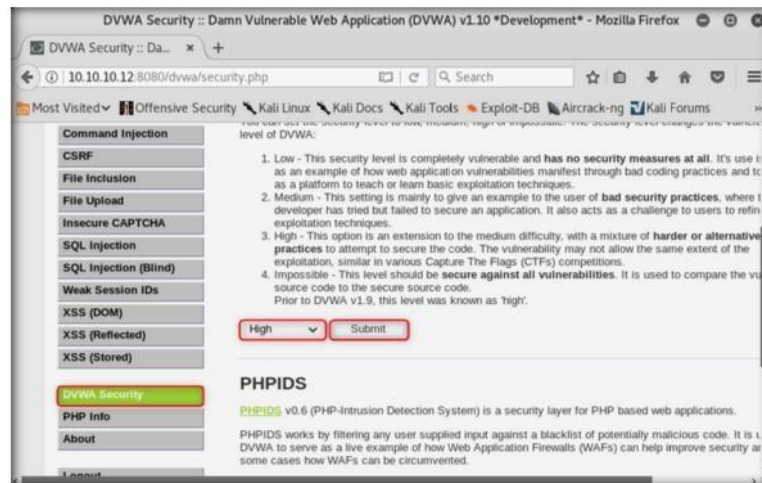 DVWA Security :: Damn Vulnerable Web Application (DVWA) v1.10 *Development* - Mozilla Firefox
DVWA Security :: Da...
10.10.10.12:8080/dvwa/security.php
Search
Most Visited Offensive Security Kali Linux Kali Docs Kali Tools Exploit-DB Aircrack-ng Kali Forums
Command Injection
CSRF
File Inclusion
File Upload
Insecure CAPTCHA
SQL Injection
SQL Injection (Blind)
Weak Session IDs
XSS (DOM)
XSS (Reflected)
XSS (Stored)
DVWA Security
PHP Info
About
Logout
level of DVWA:
1. Low - This security level is completely vulnerable and has no security measures at all. It's use
as an example of how web application vulnerabilities manifest through bad coding practices and
as a platform to teach or learn basic exploitation techniques.
2. Medium - This setting is mainly to give an example to the user of bad security practices, where
developer has tried but failed to secure an application. It also acts as a challenge to users to
exploitation techniques.
3. High - This option is an extension to the medium difficulty, with a mixture of harder or alternative
practices to attempt to secure the code. The vulnerability may not allow the same extent of the
exploitation, similar in various Capture The Flags (CTFs) competitions.
4. Impossible - This level should be secure against all vulnerabilities. It is used to compare the
source code to the secure source code.
Prior to DVWA v1.9, this level was known as 'high'.
High
Submit
PHPIDS
PHPIDS v0.6 (PHP-Intrusion Detection System) is a security layer for PHP based web applications.
PHPIDS works by filtering any user supplied input against a blacklist of potentially malicious code. It is
DVWA to serve as a live example of how Web Application Firewalls (WAFs) can help improve security
some cases how WAFs can be circumvented.